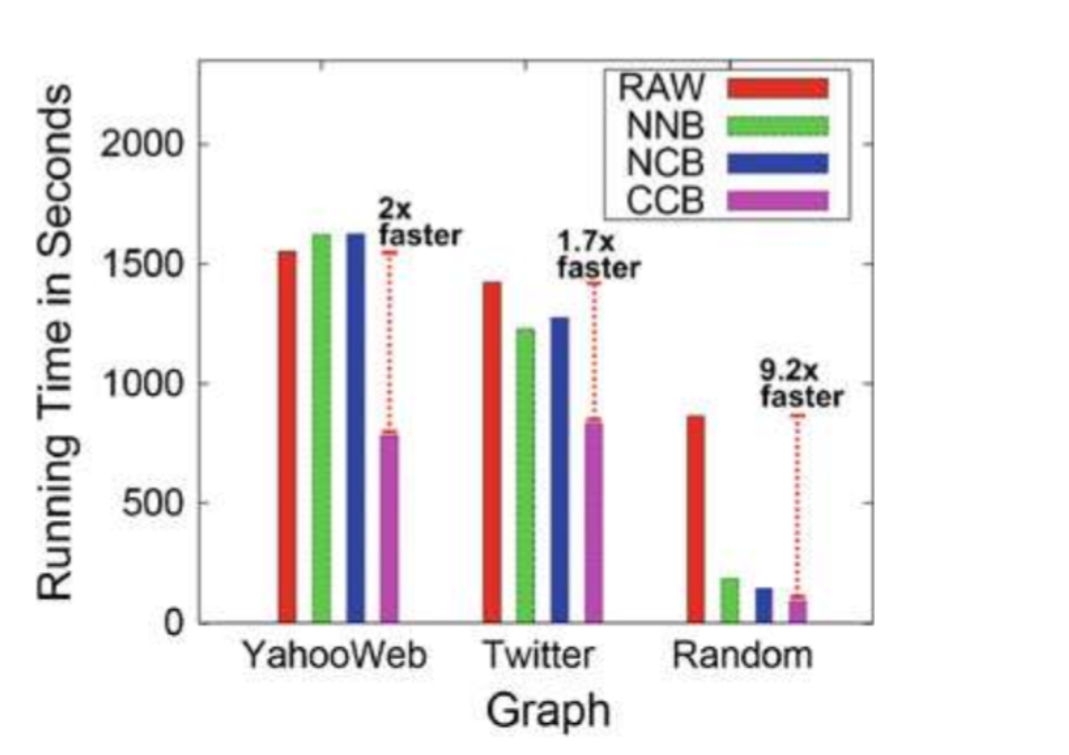 RAW
NNB
NCB
CCB
Running Time in Seconds
2000
1500
1000
500
0
2x
faster
1.7x
faster
9.2x
faster
YahooWeb
Twitter
Random
Graph